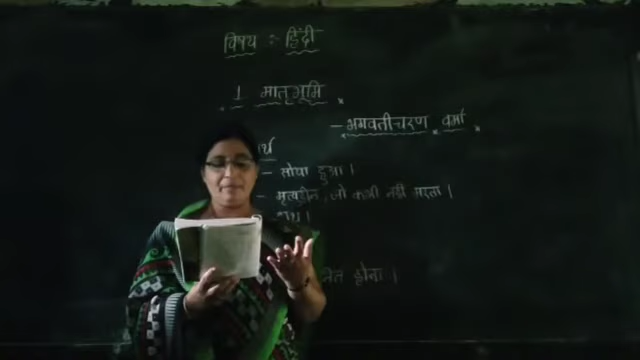 विषय :- हिंदी
1 मातृभूमि
- भगवतीचरण वर्मा
र्थ
- सोया हुआ।
- मृत्युहीन, जो कभी नहीं मरता।
होना।